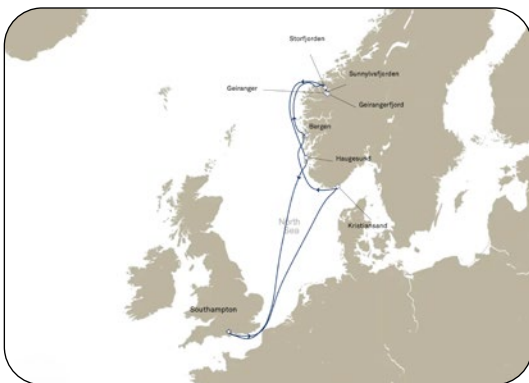 Storfjorden
Sunnylvsfjorden
Geiranger
Geirangerfjord
Bergen
Haugesund
Kristiansand
North
Sea
Southampton